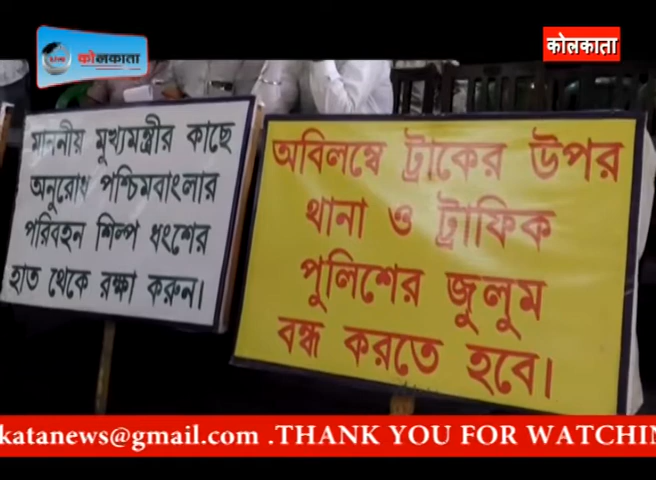 কোলকাতা
कोलकाता
মাননীয় মুখ্যমন্ত্রীর কাছে
অনুরোধ পশ্চিমবাংলার
পরিবহন শিল্প ধংশের
হাত থেকে রক্ষা করুন।
অবিলম্বে ট্রাকের উপর
থানা ও ট্রাফিক
পুলিশের জুলুম
বন্ধ করতে হবে।
katanews@gmail.com .THANK YOU FOR WATCHIN